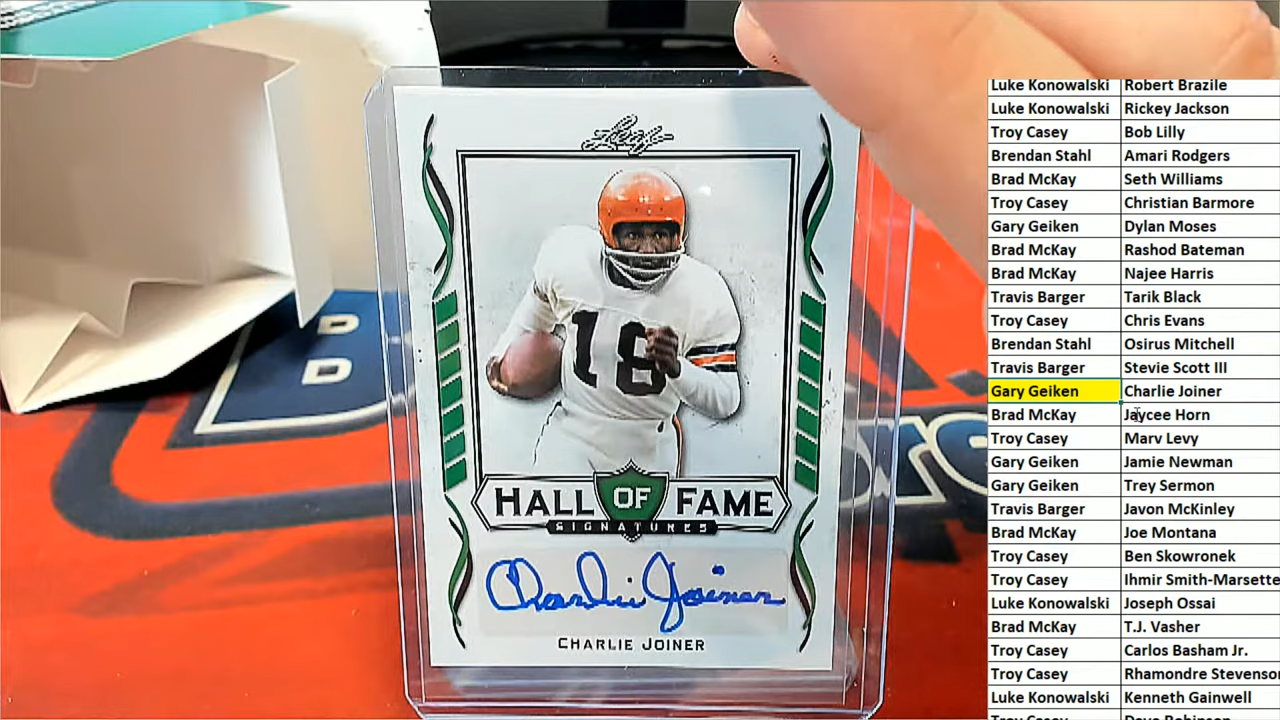 Leaf
18
HALL OF FAME
SIGNATURES
Charlie Joiner
CHARLIE JOINER
Luke Konowalski Robert Brazile
Luke Konowalski Rickey Jackson
Troy Casey Bob Lilly
Brendan Stahl Amari Rodgers
Brad McKay Seth Williams
Troy Casey Christian Barmore
Gary Geiken Dylan Moses
Brad McKay Rashod Bateman
Brad McKay Najee Harris
Travis Barger Tarik Black
Troy Casey Chris Evans
Brendan Stahl Osirus Mitchell
Travis Barger Stevie Scott III
Gary Geiken Charlie Joiner
Brad McKay Jaycee Horn
Troy Casey Marv Levy
Gary Geiken Jamie Newman
Gary Geiken Trey Sermon
Travis Barger Javon McKinley
Brad McKay Joe Montana
Troy Casey Ben Skowronek
Troy Casey Ihmir Smith-Marsette
Luke Konowalski Joseph Ossai
Brad McKay T.J. Vasher
Troy Casey Carlos Basham Jr.
Troy Casey Rhamondre Stevenson
Luke Konowalski Kenneth Gainwell
Troy Casey Dave Robinson